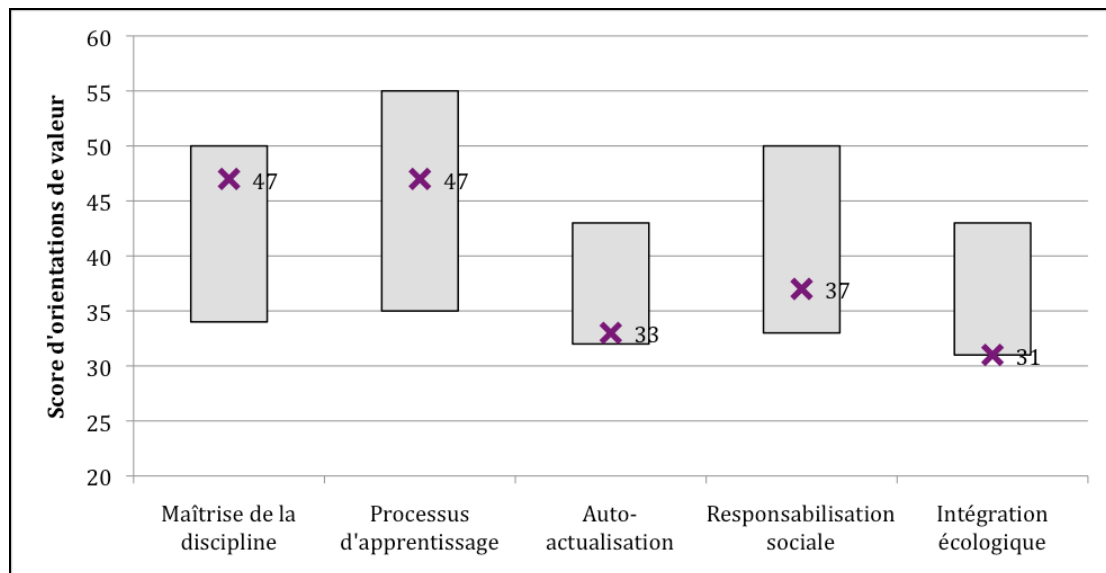 Score d'orientations de valeur
60
55
50
45
40
35
30
25
20
47
47
33
37
31
Maîtrise de la
discipline
Processus
d'apprentissage
Auto-
actualisation
Responsabilisation
sociale
Intégration
écologique